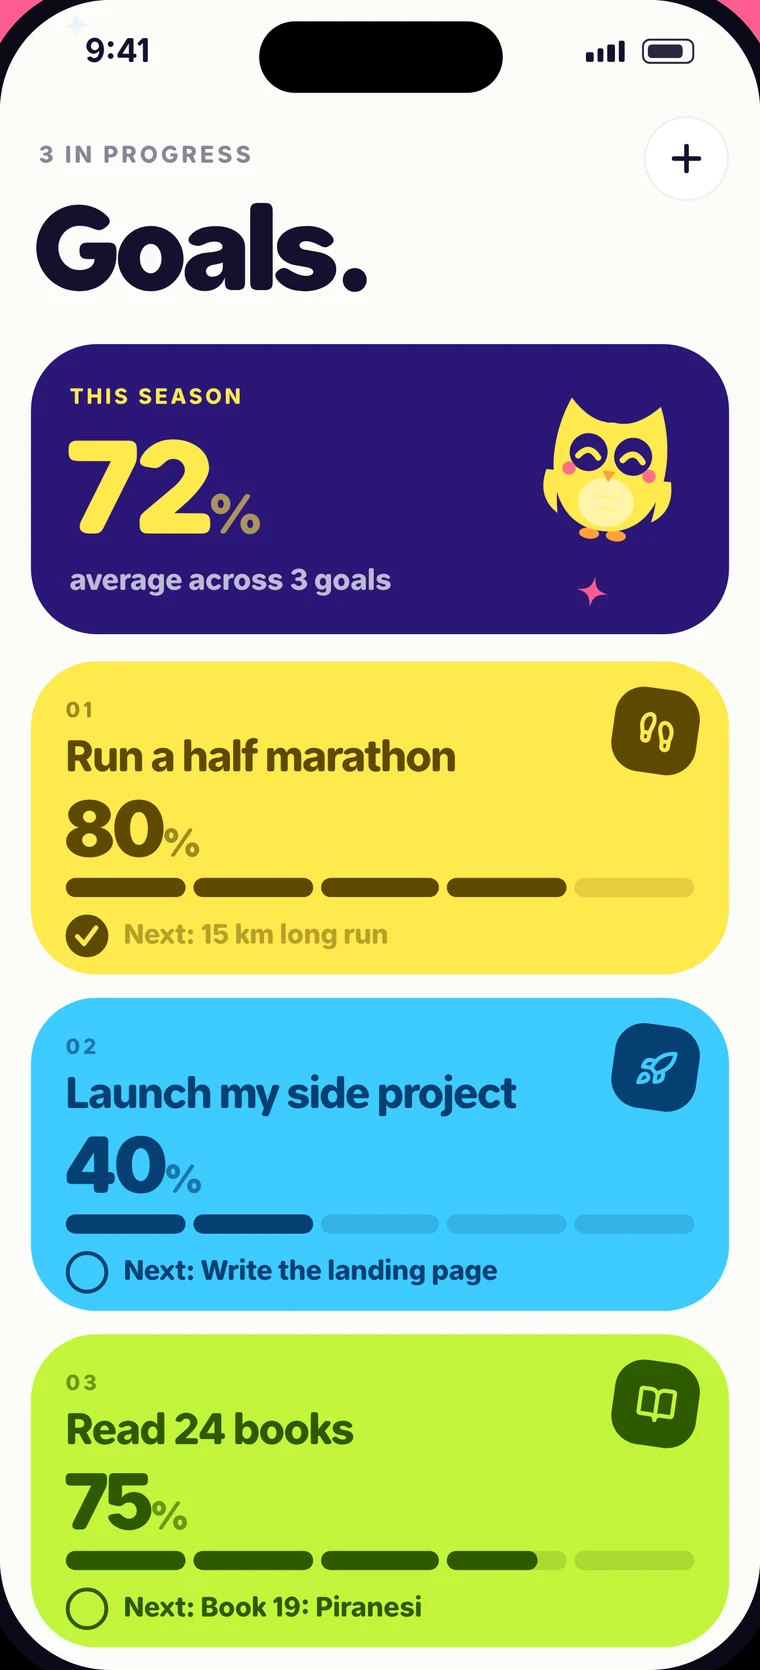 9:41
3 IN PROGRESS
Goals.
THIS SEASON
72%
average across 3 goals
01
Run a half marathon
80%
Next: 15 km long run
02
Launch my side project
40%
Next: Write the landing page
03
Read 24 books
75%
Next: Book 19: Piranesi